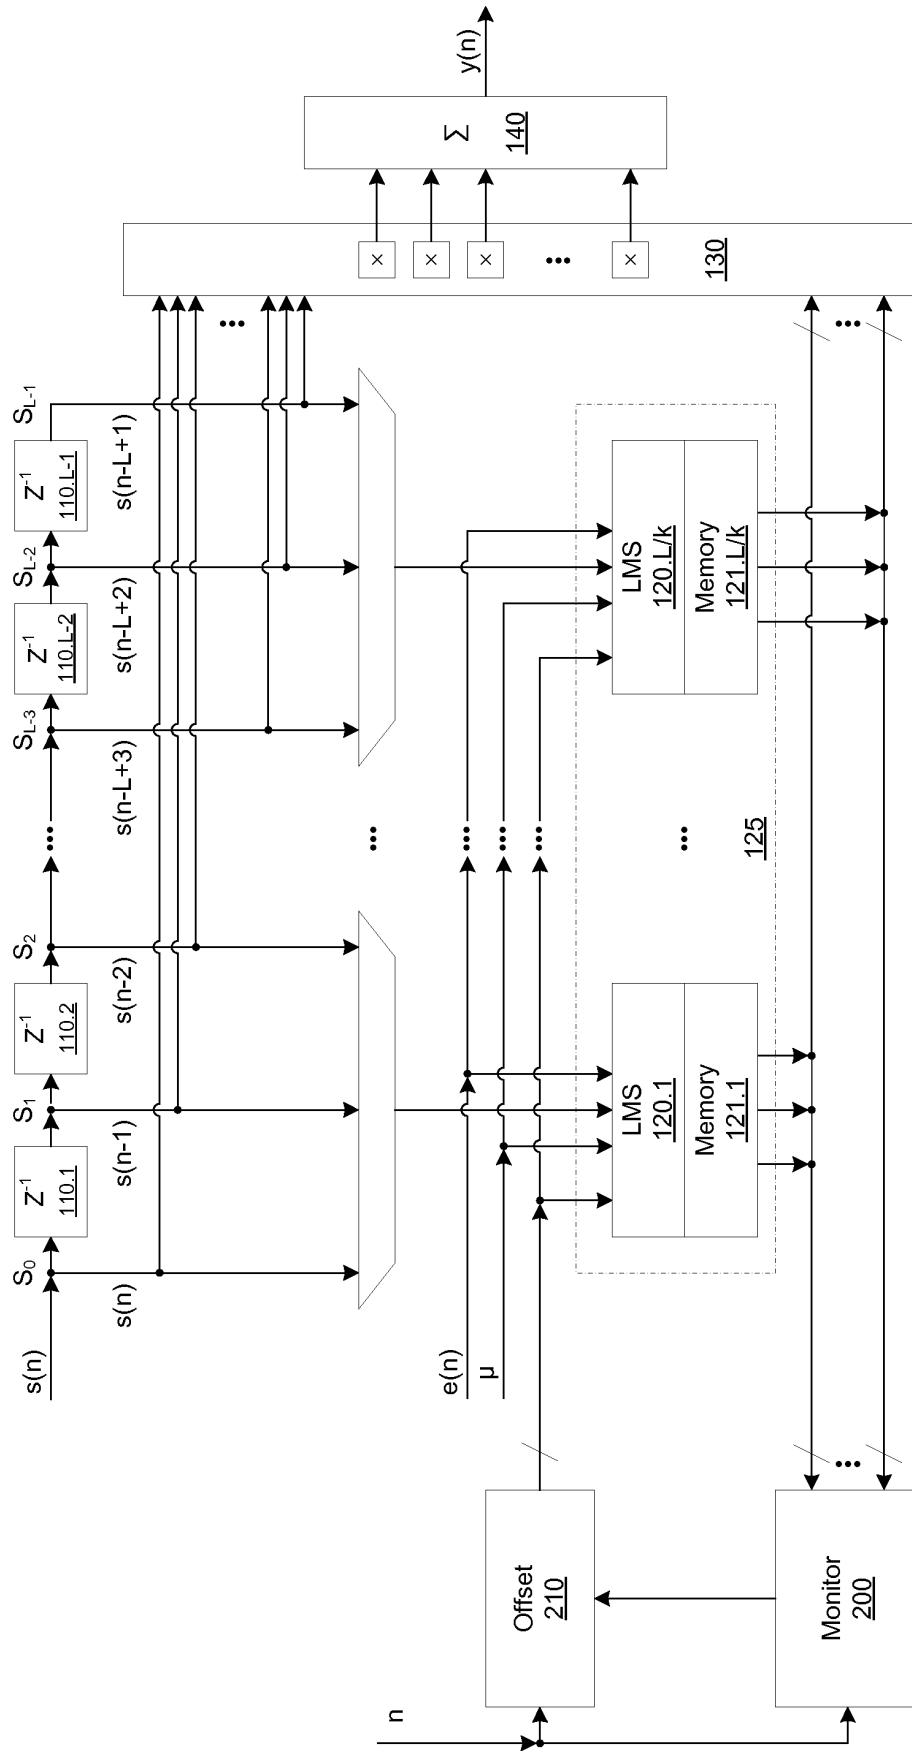 s(n)
S0
Z-1
110.1
S1
Z-1
110.2
S2
...
SL-3
Z-1
110.L-2
SL-2
Z-1
110.L-1
SL-1
s(n)
s(n-1)
s(n-2)
s(n-L+3)
s(n-L+2)
s(n-L+1)
...
...
e(n)
...
μ
...
...
n
Offset
210
Monitor
200
LMS
120.1
Memory
121.1
...
125
LMS
120.L/k
Memory
121.L/k
...
...
×
×
×
...
×
130
Σ
140
y(n)